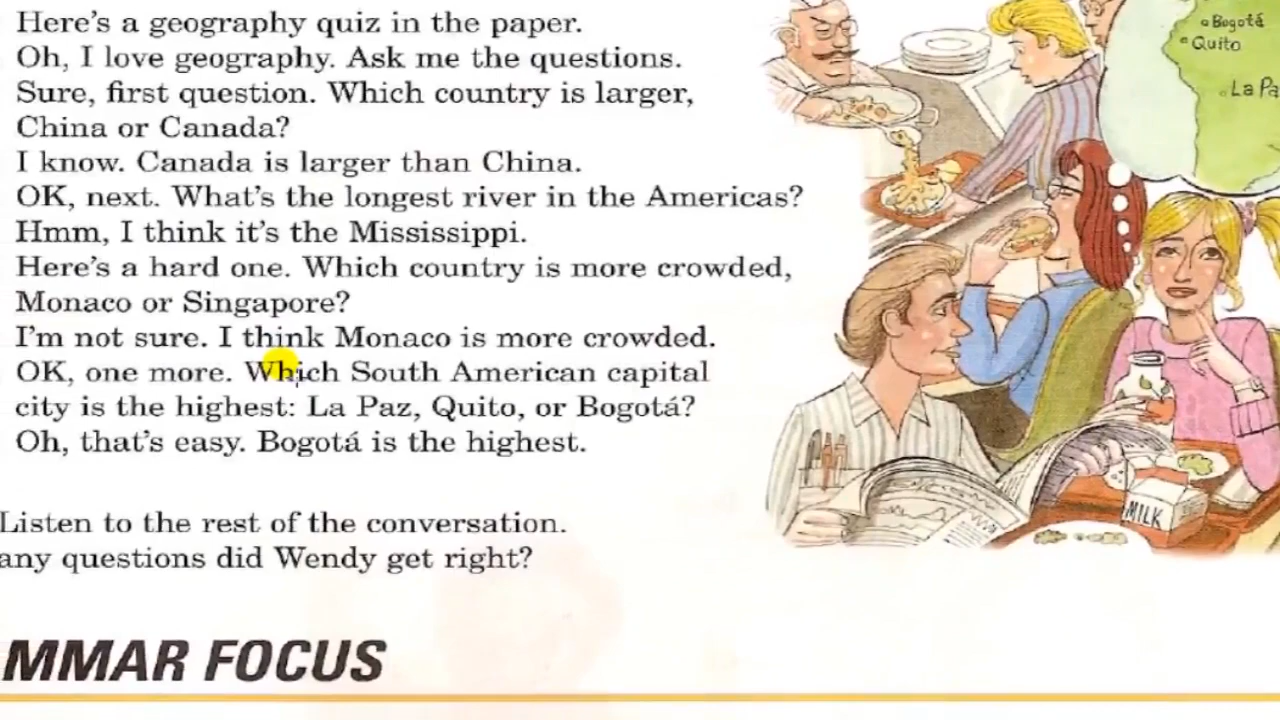 Here's a geography quiz in the paper.
Oh, I love geography. Ask me the questions.
Sure, first question. Which country is larger,
China or Canada?
I know. Canada is larger than China.
OK, next. What's the longest river in the Americas?
Hmm, I think it's the Mississippi.
Here's a hard one. Which country is more crowded,
Monaco or Singapore?
I'm not sure. I think Monaco is more crowded.
OK, one more. Which South American capital
city is the highest: La Paz, Quito, or Bogotá?
Oh, that's easy. Bogotá is the highest.
Listen to the rest of the conversation.
any questions did Wendy get right?
MMAR FOCUS
Bogotá
Quito
La Pa
MILK